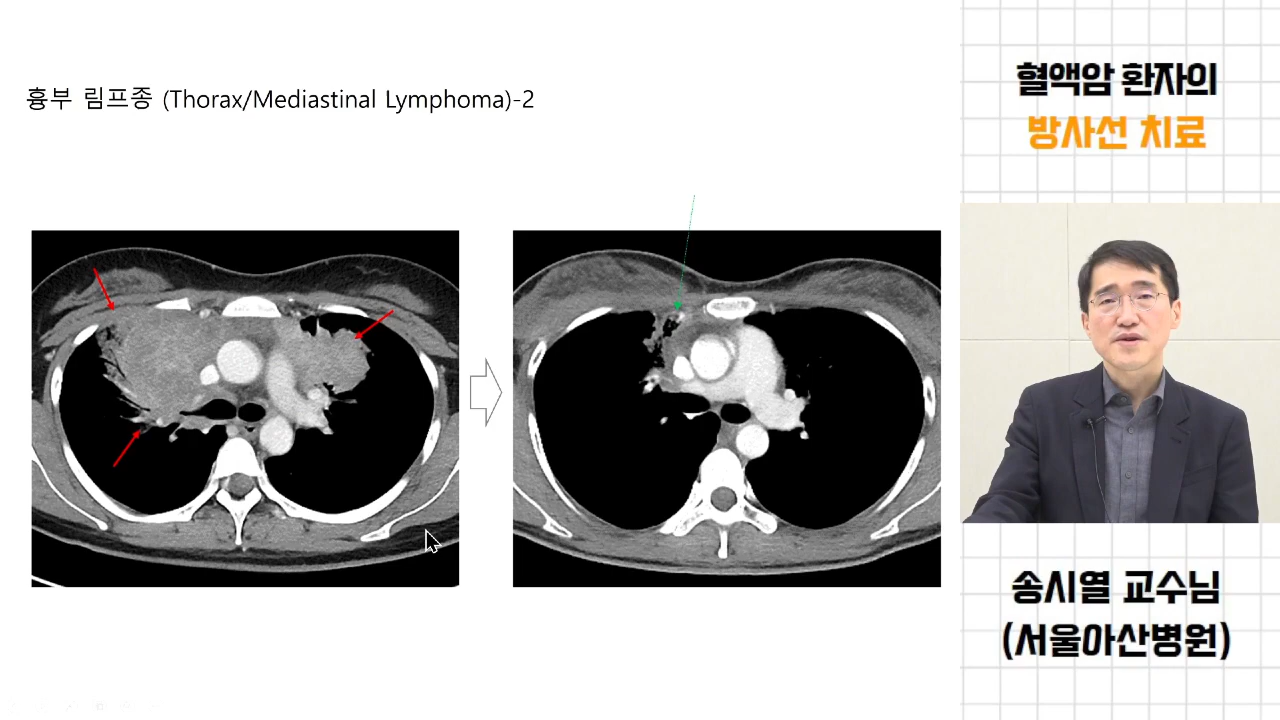 흉부 림프종 (Thorax/Mediastinal Lymphoma)-2
혈액암 환자의
방사선 치료
송시열 교수님
(서울아산병원)